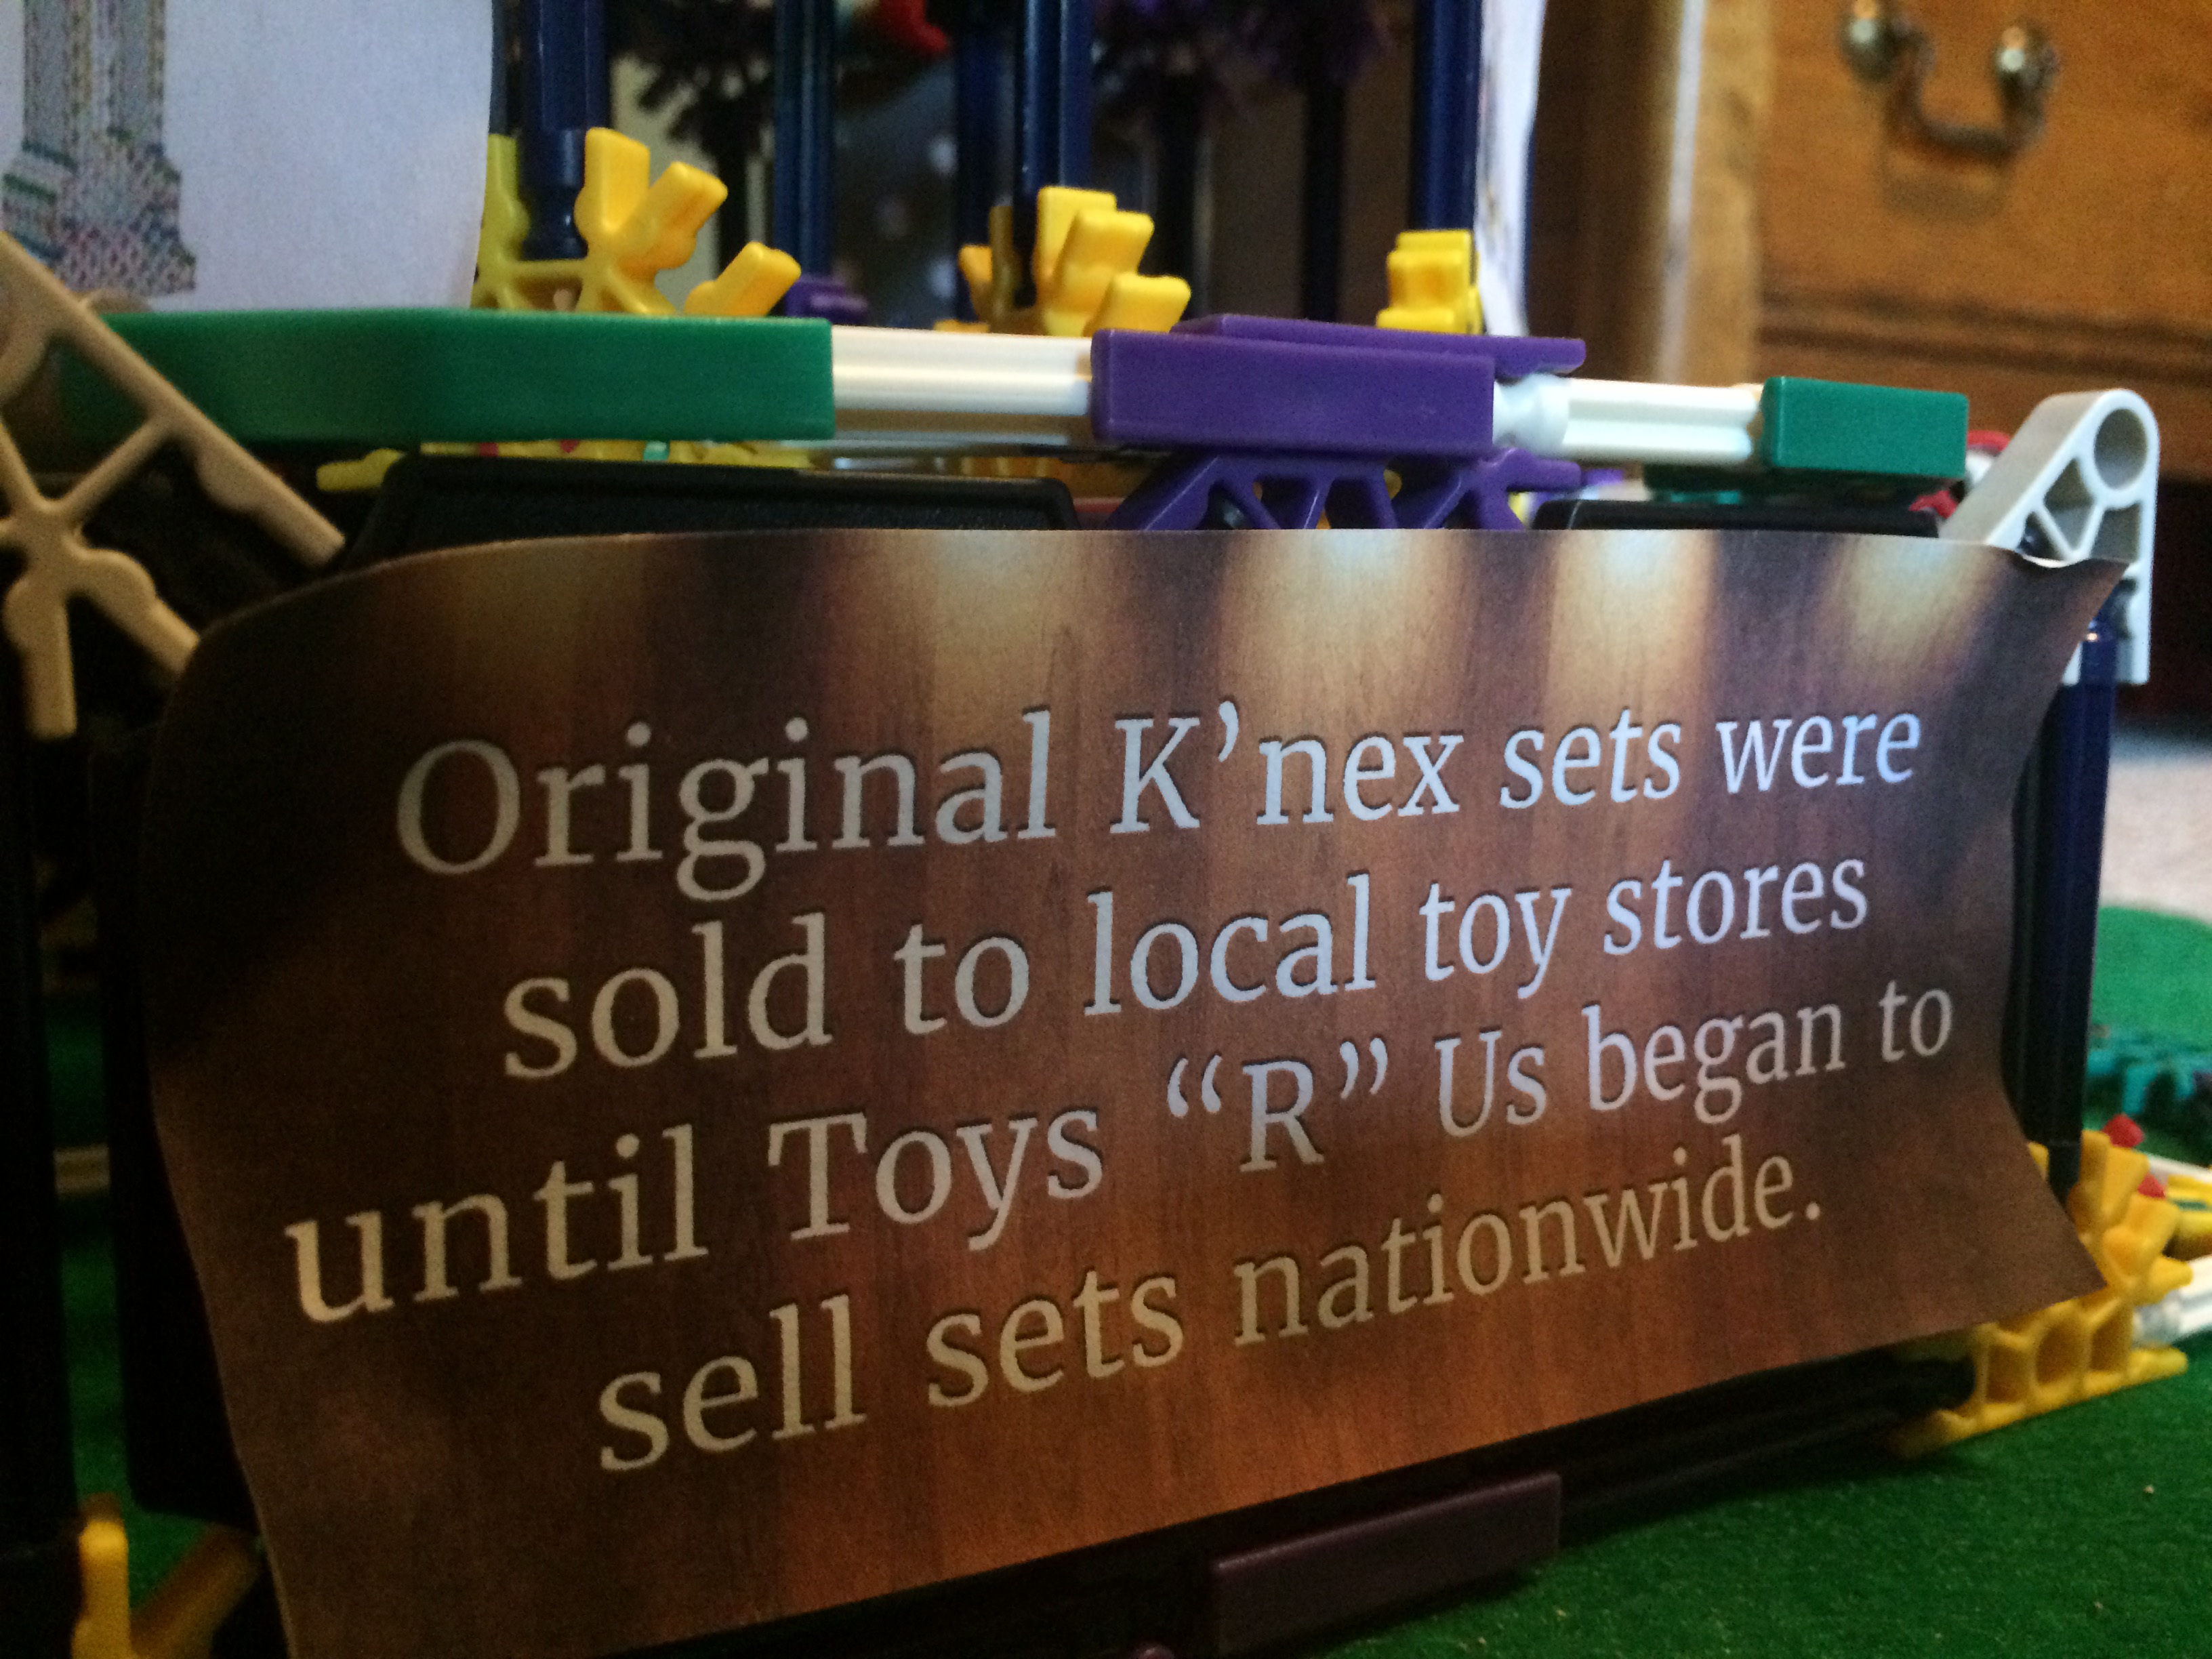 Original K’nex sets were
sold to local toy stores
until Toys “R” Us began to
sell sets nationwide.